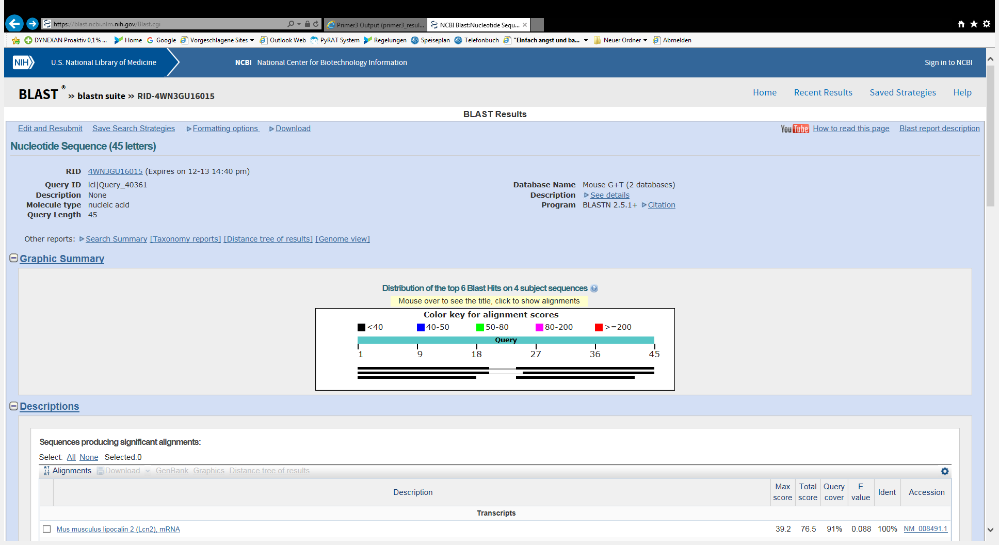 https://blast.ncbi.nlm.nih.gov/Blast.cgi
Primer3 Output (primer3_resul...
NCBI Blast:Nucleotide Sequ...
DYNEXAN Proaktiv 0,1% ... Home Google Vorgeschlagene Sites Outlook Web PyRAT System Regelungen Speiseplan Telefonbuch "Einfach angst und ba... Neuer Ordner Abmelden
NIH U.S. National Library of Medicine NCBI National Center for Biotechnology Information Sign in to NCBI
BLAST ® » blastn suite » RID-4WN3GU16015 Home Recent Results Saved Strategies Help
BLAST Results
Edit and Resubmit Save Search Strategies Formatting options Download YouTube How to read this page Blast report description
Nucleotide Sequence (45 letters)
RID 4WN3GU16015 (Expires on 12-13 14:40 pm)
Query ID lcl|Query_40361
Description None
Molecule type nucleic acid
Query Length 45
Database Name Mouse G+T (2 databases)
Description See details
Program BLASTN 2.5.1+ Citation
Other reports: Search Summary [Taxonomy reports] [Distance tree of results] [Genome view]
Graphic Summary
Distribution of the top 6 Blast Hits on 4 subject sequences ?
Mouse over to see the title, click to show alignments
Color key for alignment scores
<40 40-50 50-80 80-200 >=200
Query
1 9 18 27 36 45
Descriptions
Sequences producing significant alignments:
Select: All None Selected:0
Alignments Download GenBank Graphics Distance tree of results
Description Max score Total score Query cover E value Ident Accession
Transcripts
Mus musculus lipocalin 2 (Lcn2), mRNA 39.2 76.5 91% 0.088 100% NM_008491.1